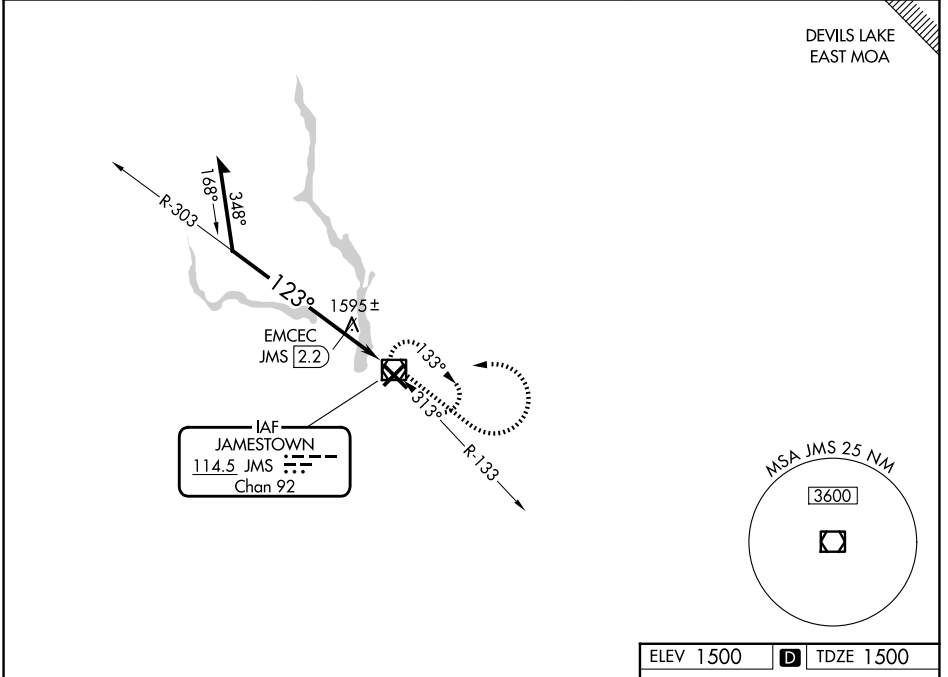 DEVILS LAKE
EAST MOA
168°
348°
R-303
123°
1595 ±
EMCEC
JMS 2.2
133°
313°
IAF
JAMESTOWN
114.5 JMS
Chan 92
R-133
MSA JMS 25 NM
3600
ELEV 1500 D TDZE 1500